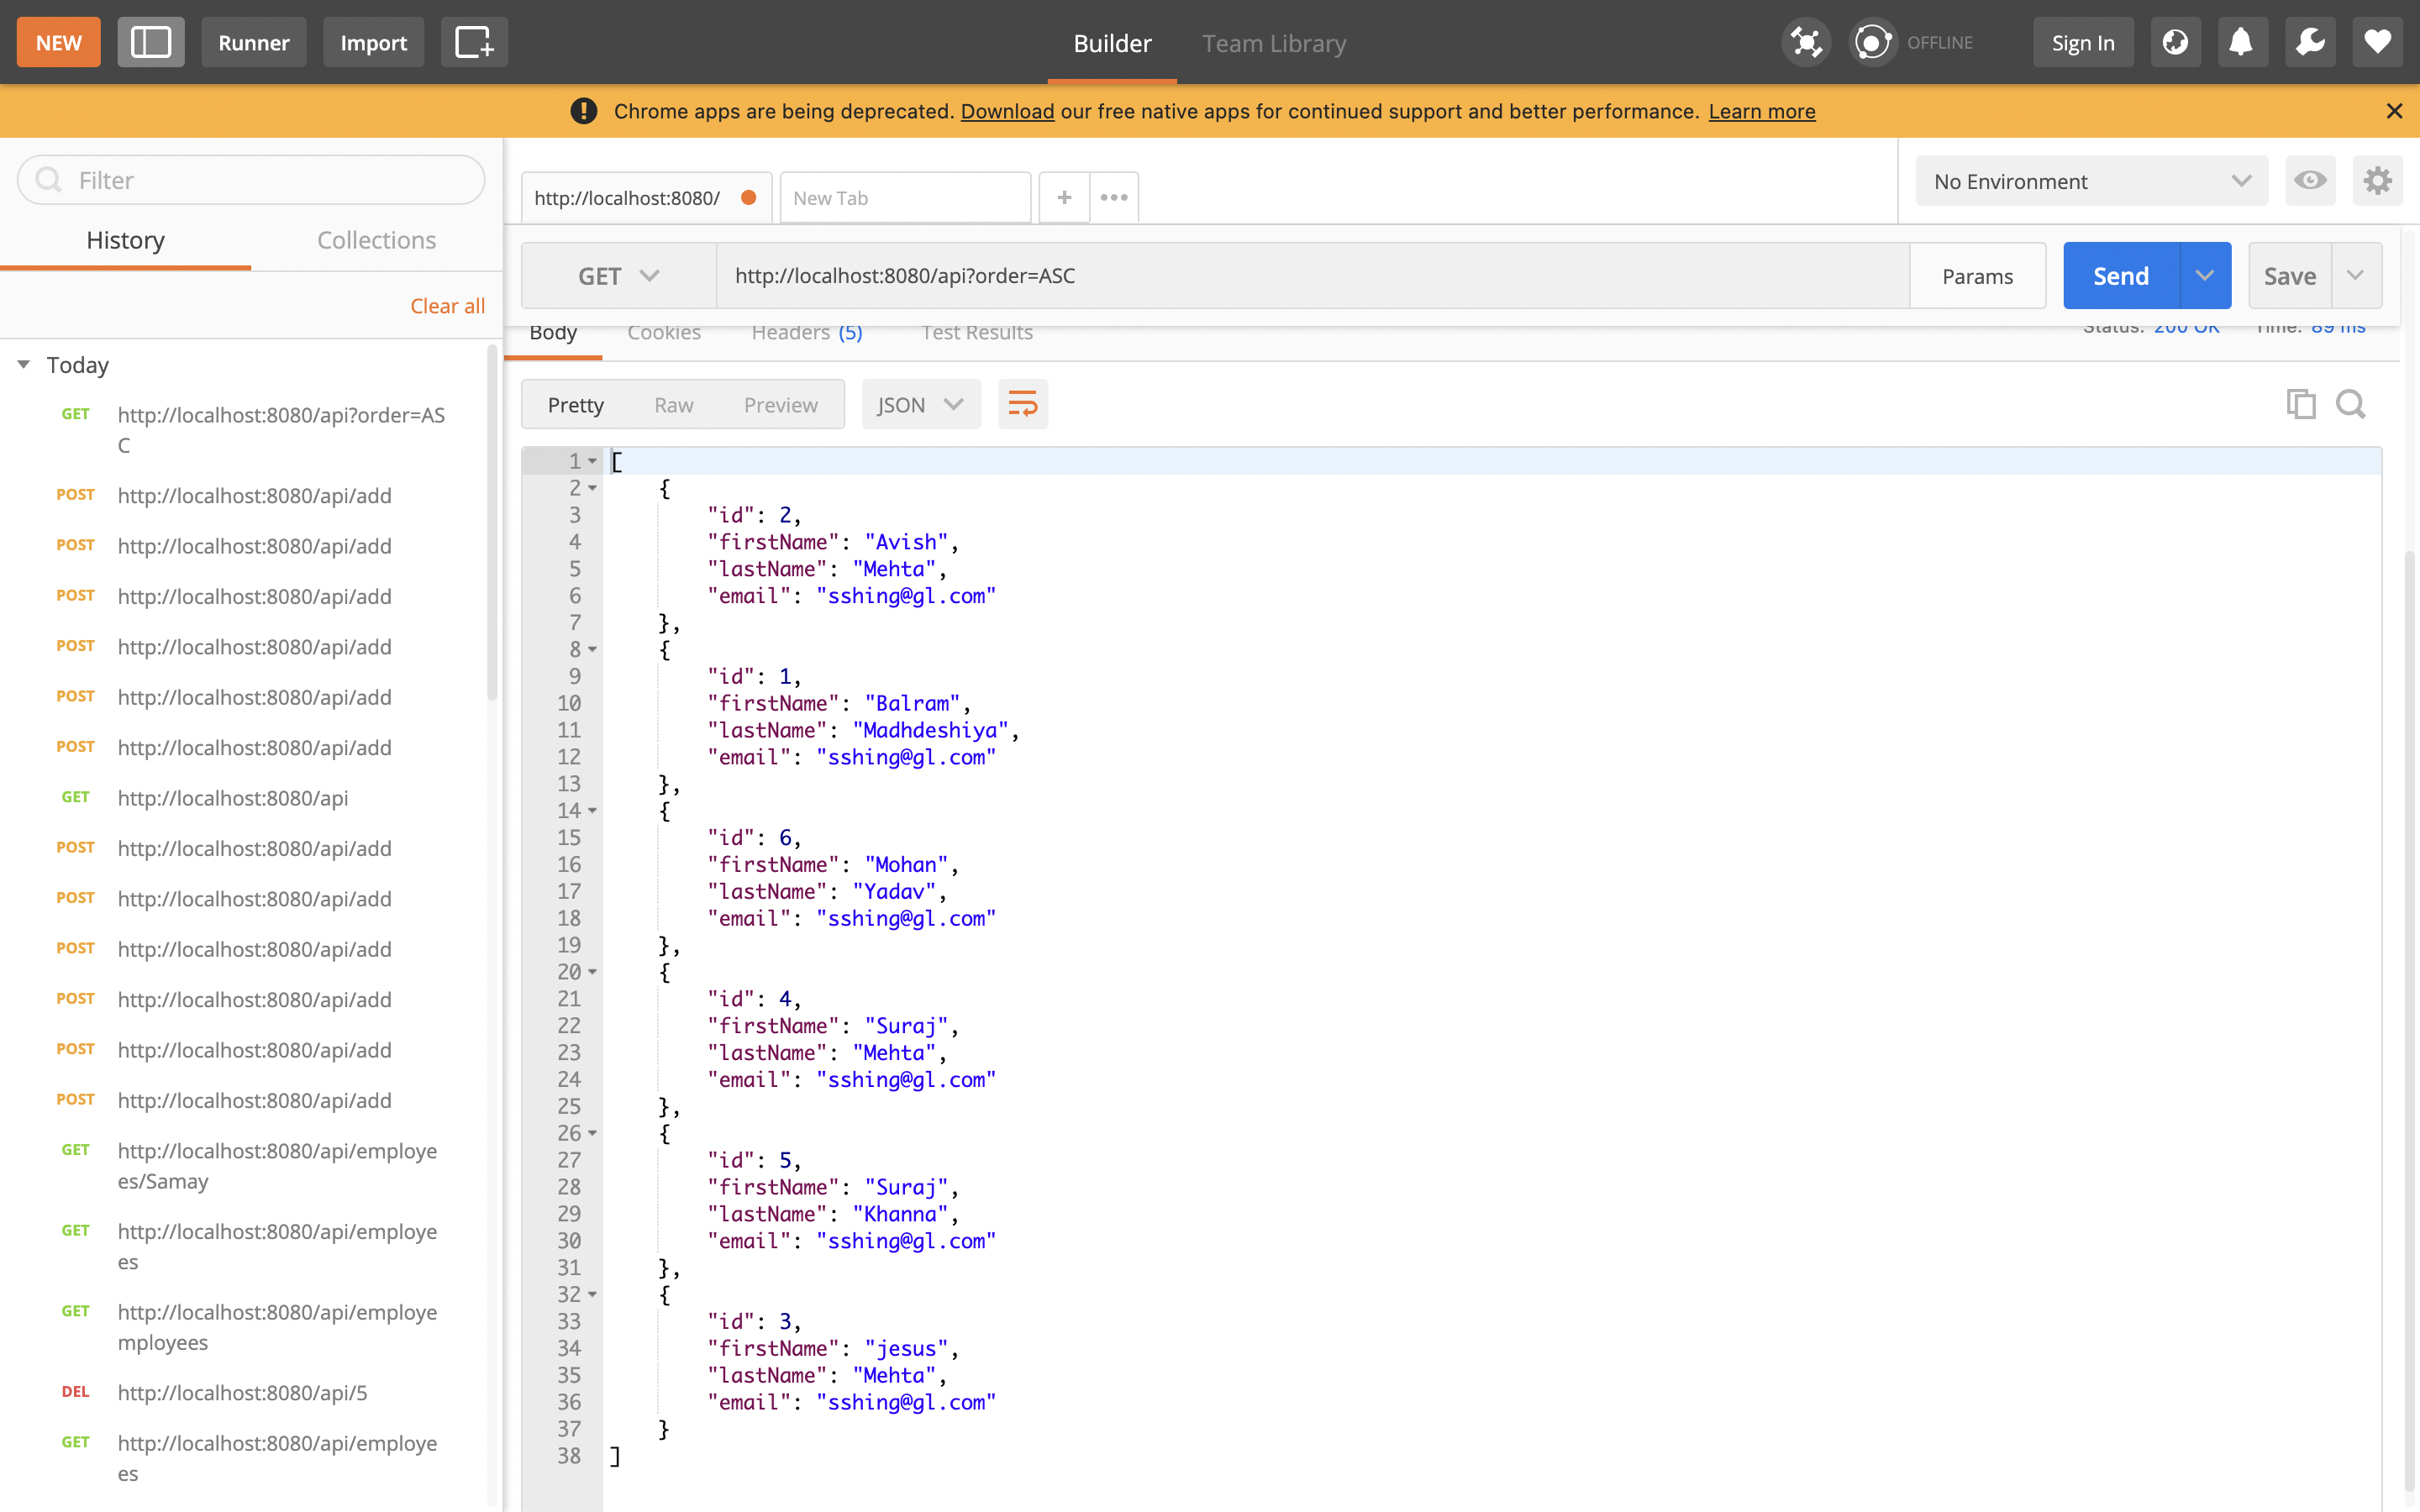 NEW
Runner
Import
Builder
Team Library
OFFLINE
Sign In
! Chrome apps are being deprecated. Download our free native apps for continued support and better performance. Learn more
Filter
History
Collections
Clear all
Today
GET http://localhost:8080/api?order=AS
C
POST http://localhost:8080/api/add
POST http://localhost:8080/api/add
POST http://localhost:8080/api/add
POST http://localhost:8080/api/add
POST http://localhost:8080/api/add
POST http://localhost:8080/api/add
GET http://localhost:8080/api
POST http://localhost:8080/api/add
POST http://localhost:8080/api/add
POST http://localhost:8080/api/add
POST http://localhost:8080/api/add
POST http://localhost:8080/api/add
POST http://localhost:8080/api/add
GET http://localhost:8080/api/employe
es/Samay
GET http://localhost:8080/api/employe
es
GET http://localhost:8080/api/employe
mployees
DEL http://localhost:8080/api/5
GET http://localhost:8080/api/employe
es
http://localhost:8080/
New Tab
No Environment
GET http://localhost:8080/api?order=ASC
Params
Send
Save
Body
Cookies
Headers (5)
Test Results
Status: 200 OK
Time: 89 ms
Pretty
Raw
Preview
JSON
1 [
2 {
3 "id": 2,
4 "firstName": "Avish",
5 "lastName": "Mehta",
6 "email": "sshing@gl.com"
7 },
8 {
9 "id": 1,
10 "firstName": "Balram",
11 "lastName": "Madhdeshiya",
12 "email": "sshing@gl.com"
13 },
14 {
15 "id": 6,
16 "firstName": "Mohan",
17 "lastName": "Yadav",
18 "email": "sshing@gl.com"
19 },
20 {
21 "id": 4,
22 "firstName": "Suraj",
23 "lastName": "Mehta",
24 "email": "sshing@gl.com"
25 },
26 {
27 "id": 5,
28 "firstName": "Suraj",
29 "lastName": "Khanna",
30 "email": "sshing@gl.com"
31 },
32 {
33 "id": 3,
34 "firstName": "jesus",
35 "lastName": "Mehta",
36 "email": "sshing@gl.com"
37 }
38 ]